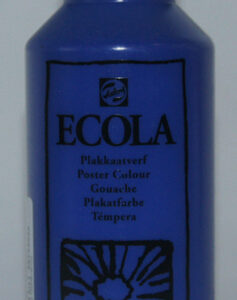 ECOLA
Plakkaatverf
Poster Colour
Gouache
Plakatfarbe
Témpera